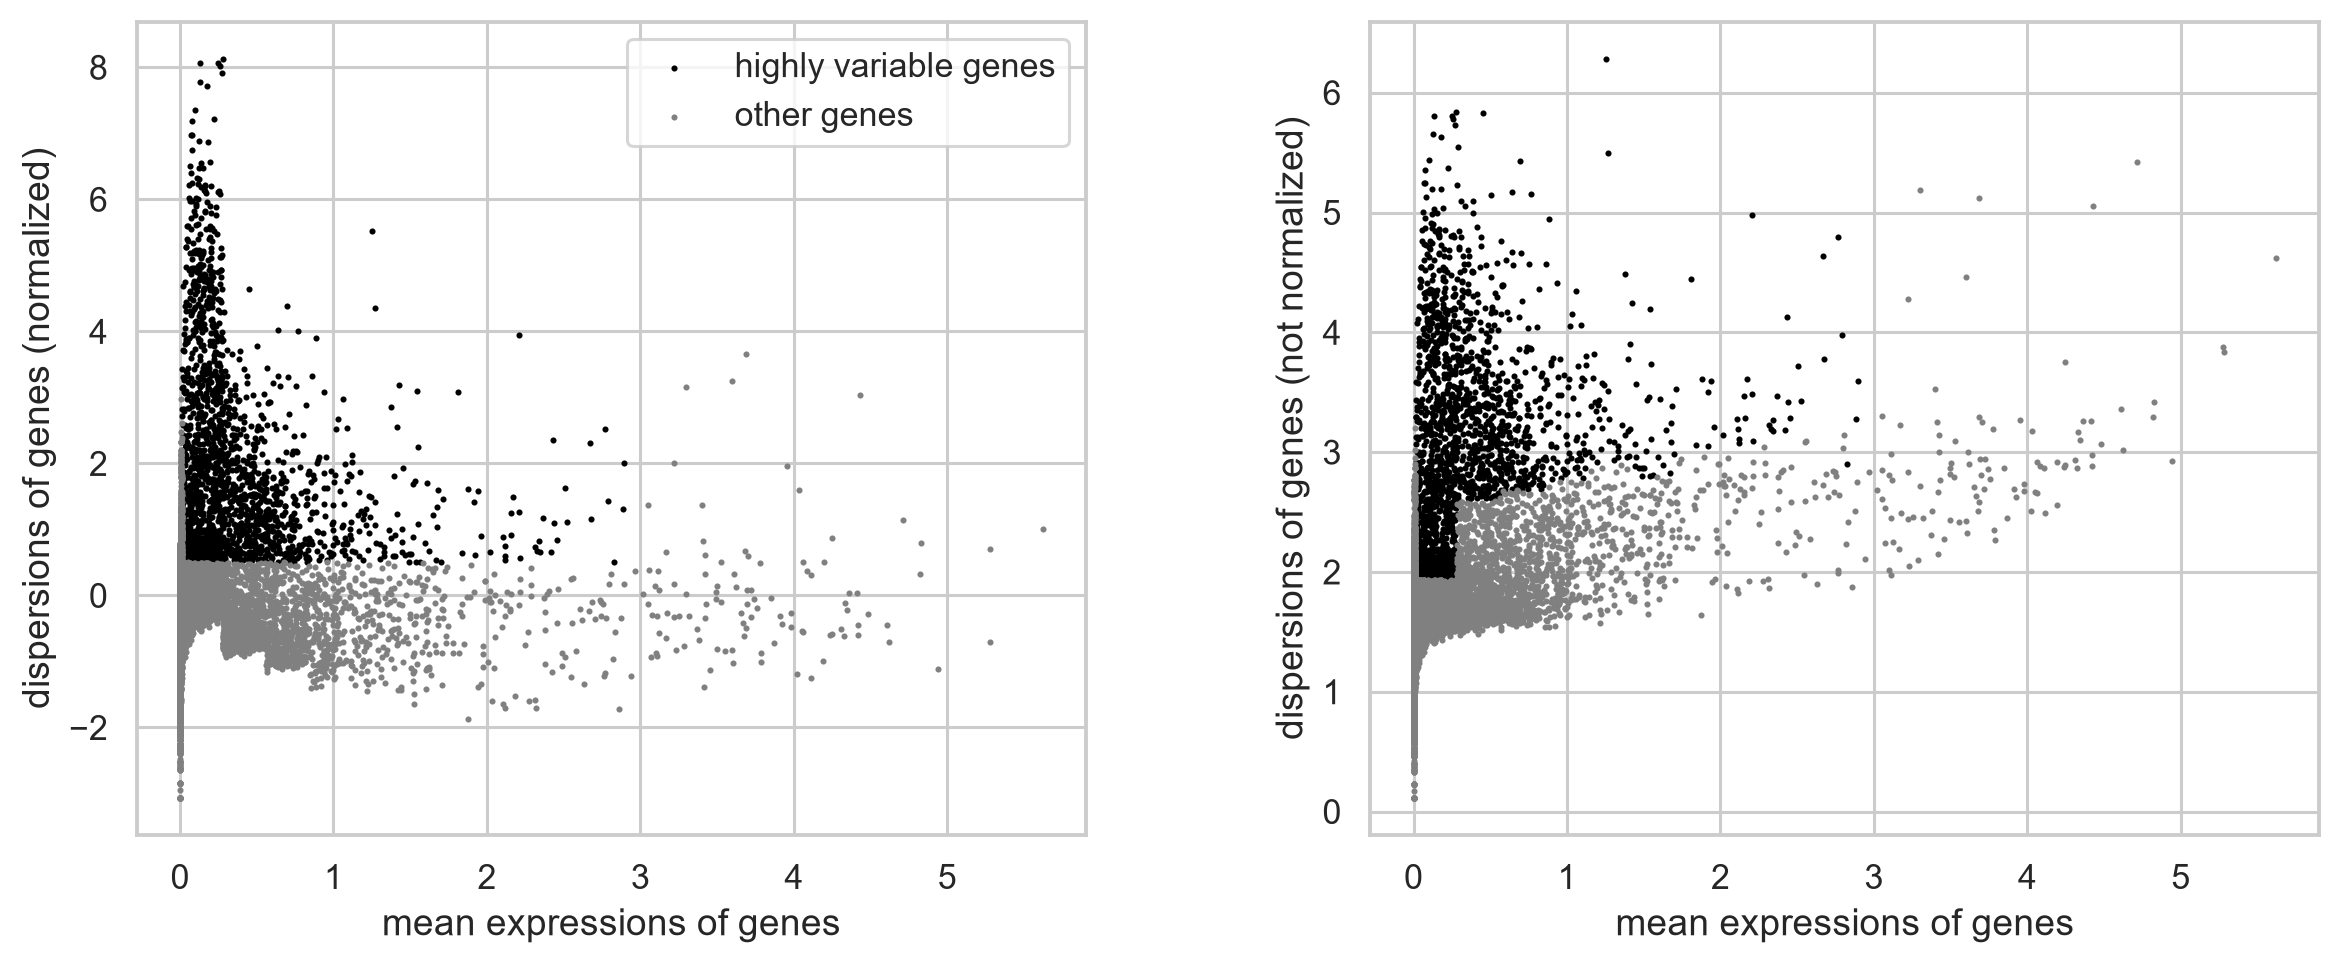 dispersions of genes (normalized)
8
6
4
2
0
−2
highly variable genes
other genes
0 1 2 3 4 5
mean expressions of genes
dispersions of genes (not normalized)
6
5
4
3
2
1
0
0 1 2 3 4 5
mean expressions of genes